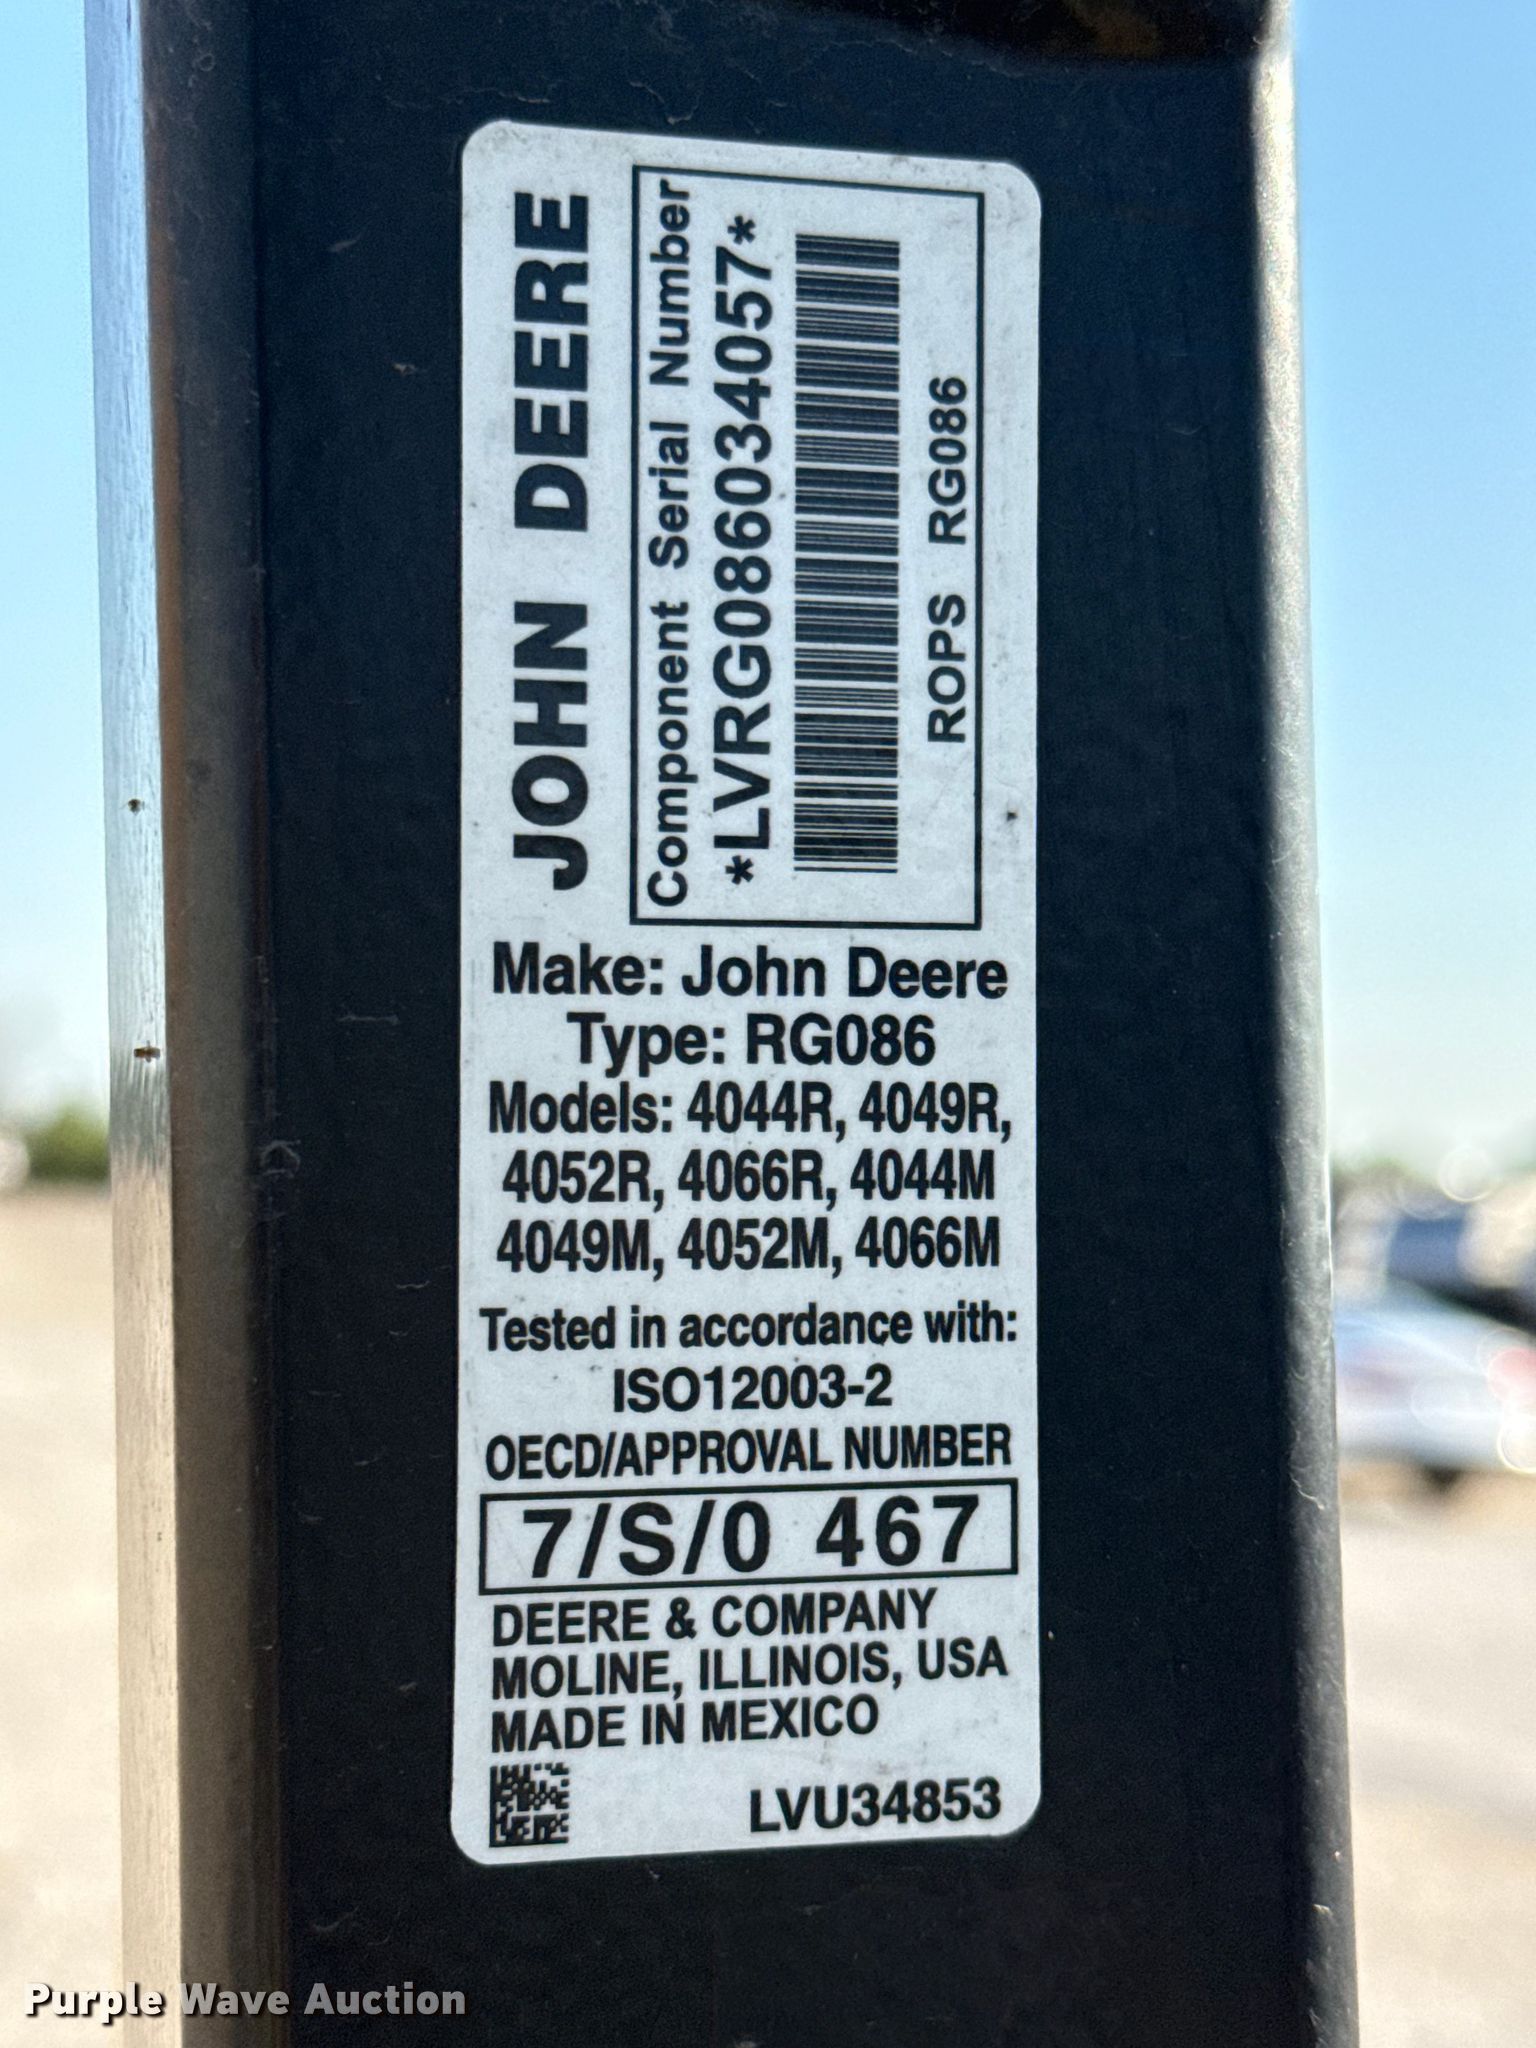 JOHN DEERE
Component Serial Number
*LVRG086034057*
ROPS RG086
Make: John Deere
Type: RG086
Models: 4044R, 4049R,
4052R, 4066R, 4044M
4049M, 4052M, 4066M
Tested in accordance with:
ISO12003-2
OECD/APPROVAL NUMBER
7/S/0 467
DEERE & COMPANY
MOLINE, ILLINOIS, USA
MADE IN MEXICO
LVU34853
Purple Wave Auction